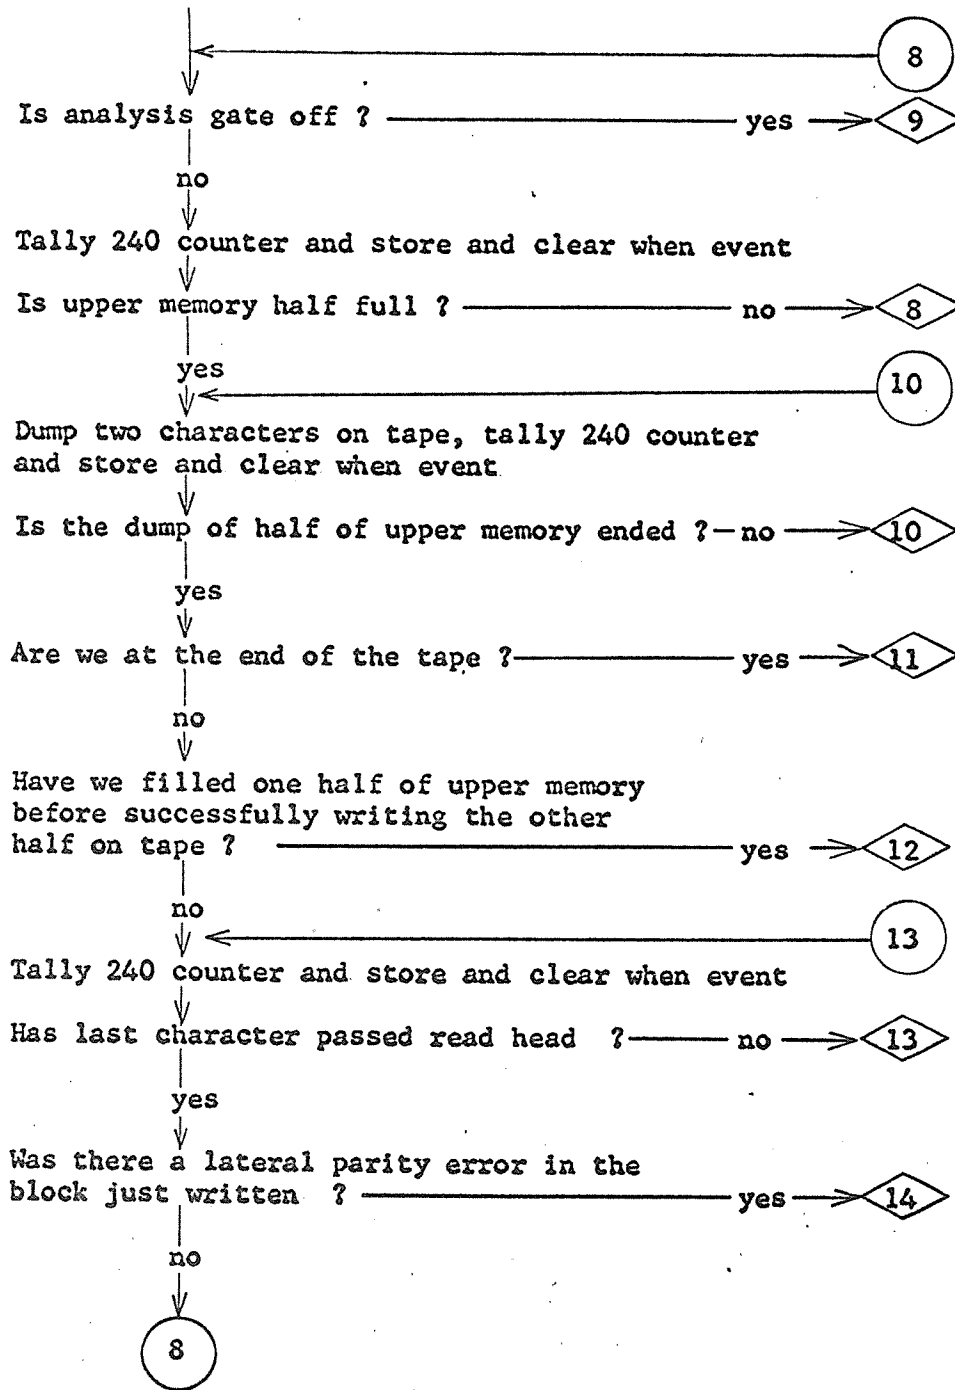 8
Is analysis gate off ? yes 9
no
Tally 240 counter and store and clear when event
Is upper memory half full ? no 8
yes
10
Dump two characters on tape, tally 240 counter
and store and clear when event
Is the dump of half of upper memory ended ? no 10
yes
Are we at the end of the tape ? yes 11
no
Have we filled one half of upper memory
before successfully writing the other
half on tape ? yes 12
no
13
Tally 240 counter and store and clear when event
Has last character passed read head ? no 13
yes
Was there a lateral parity error in the
block just written ? yes 14
no
8